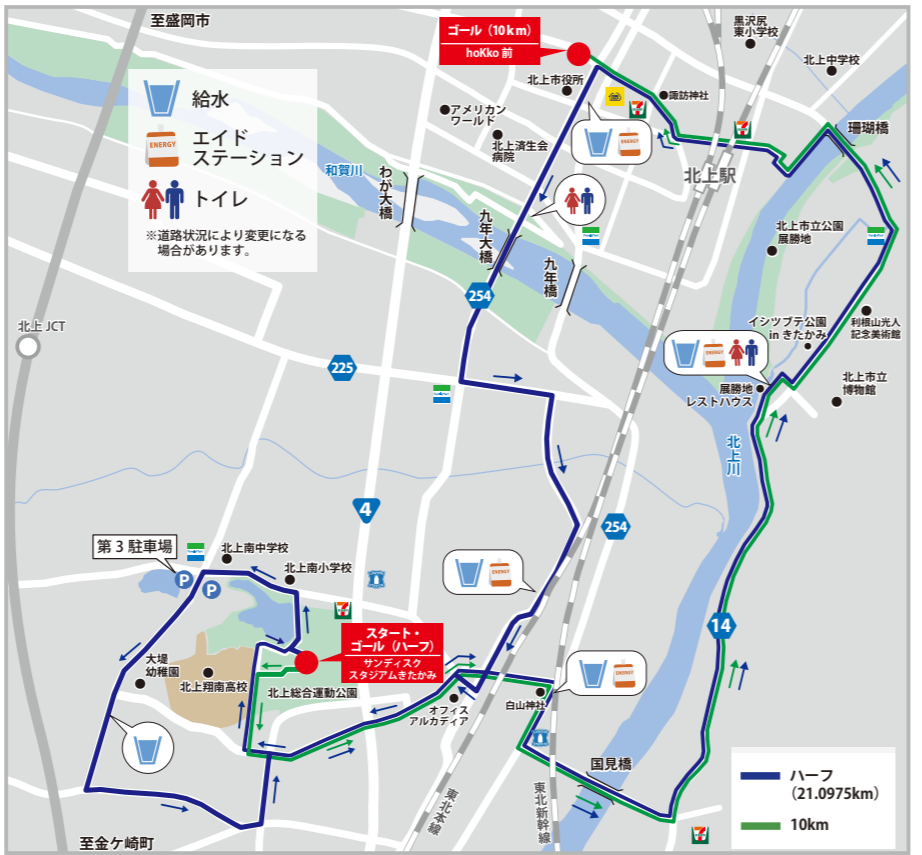 至盛岡市
給水
ENERGY
エイド
ステーション
トイレ
※道路状況により変更になる
場合があります。
ゴール（10km）
hoKko 前
北上市役所
黒沢尻
東小学校
北上中学校
諏訪神社
珊瑚橋
アメリカン
ワールド
北上済生会
病院
ENERGY
北上駅
和賀川
わが大橋
九年大橋
九年橋
北上市立公園
展勝地
254
北上JCT
225
イシツブテ公園
in きたかみ
利根山光人
記念美術館
ENERGY
展勝地
レストハウス
北上市立
博物館
北上川
4
254
第3駐車場
P
P
北上南中学校
北上南小学校
ENERGY
14
スタート・
ゴール（ハーフ）
サンディスク
スタジアムきたかみ
大堤
幼稚園
北上翔南高校
北上総合運動公園
オフィス
アルカディア
白山神社
ENERGY
国見橋
東北本線
東北新幹線
ハーフ
（21.0975km）
10km
至金ケ崎町